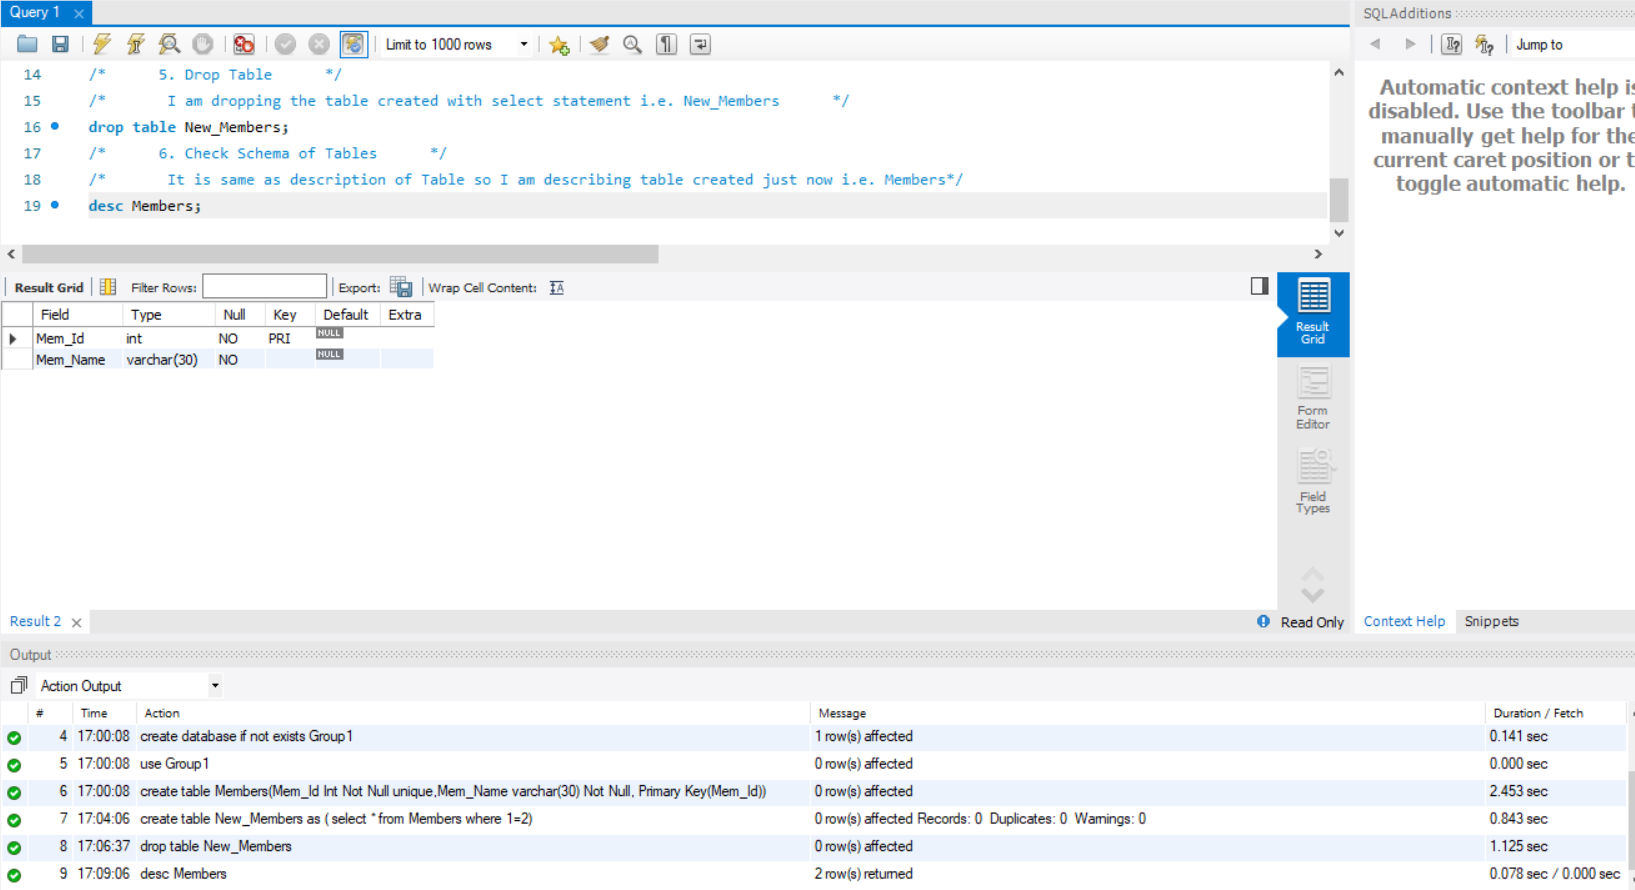 Query 1
SQLAdditions
Limit to 1000 rows
Jump to
14 /* 5. Drop Table */
15 /* I am dropping the table created with select statement i.e. New_Members */
16 drop table New_Members;
17 /* 6. Check Schema of Tables */
18 /* It is same as description of Table so I am describing table created just now i.e. Members*/
19 desc Members;
Automatic context help is
disabled. Use the toolbar t
manually get help for the
current caret position or t
toggle automatic help.
Result Grid Filter Rows: Export: Wrap Cell Content:
Field Type Null Key Default Extra
Mem_Id int NO PRI NULL
Mem_Name varchar(30) NO NULL
Result
Grid
Form
Editor
Field
Types
Result 2
Read Only
Context Help Snippets
Output
Action Output
# Time Action Message Duration / Fetch
4 17:00:08 create database if not exists Group1 1 row(s) affected 0.141 sec
5 17:00:08 use Group1 0 row(s) affected 0.000 sec
6 17:00:08 create table Members(Mem_Id Int Not Null unique,Mem_Name varchar(30) Not Null, Primary Key(Mem_Id)) 0 row(s) affected 2.453 sec
7 17:04:06 create table New_Members as ( select * from Members where 1=2) 0 row(s) affected Records: 0 Duplicates: 0 Warnings: 0 0.843 sec
8 17:06:37 drop table New_Members 0 row(s) affected 1.125 sec
9 17:09:06 desc Members 2 row(s) returned 0.078 sec / 0.000 sec